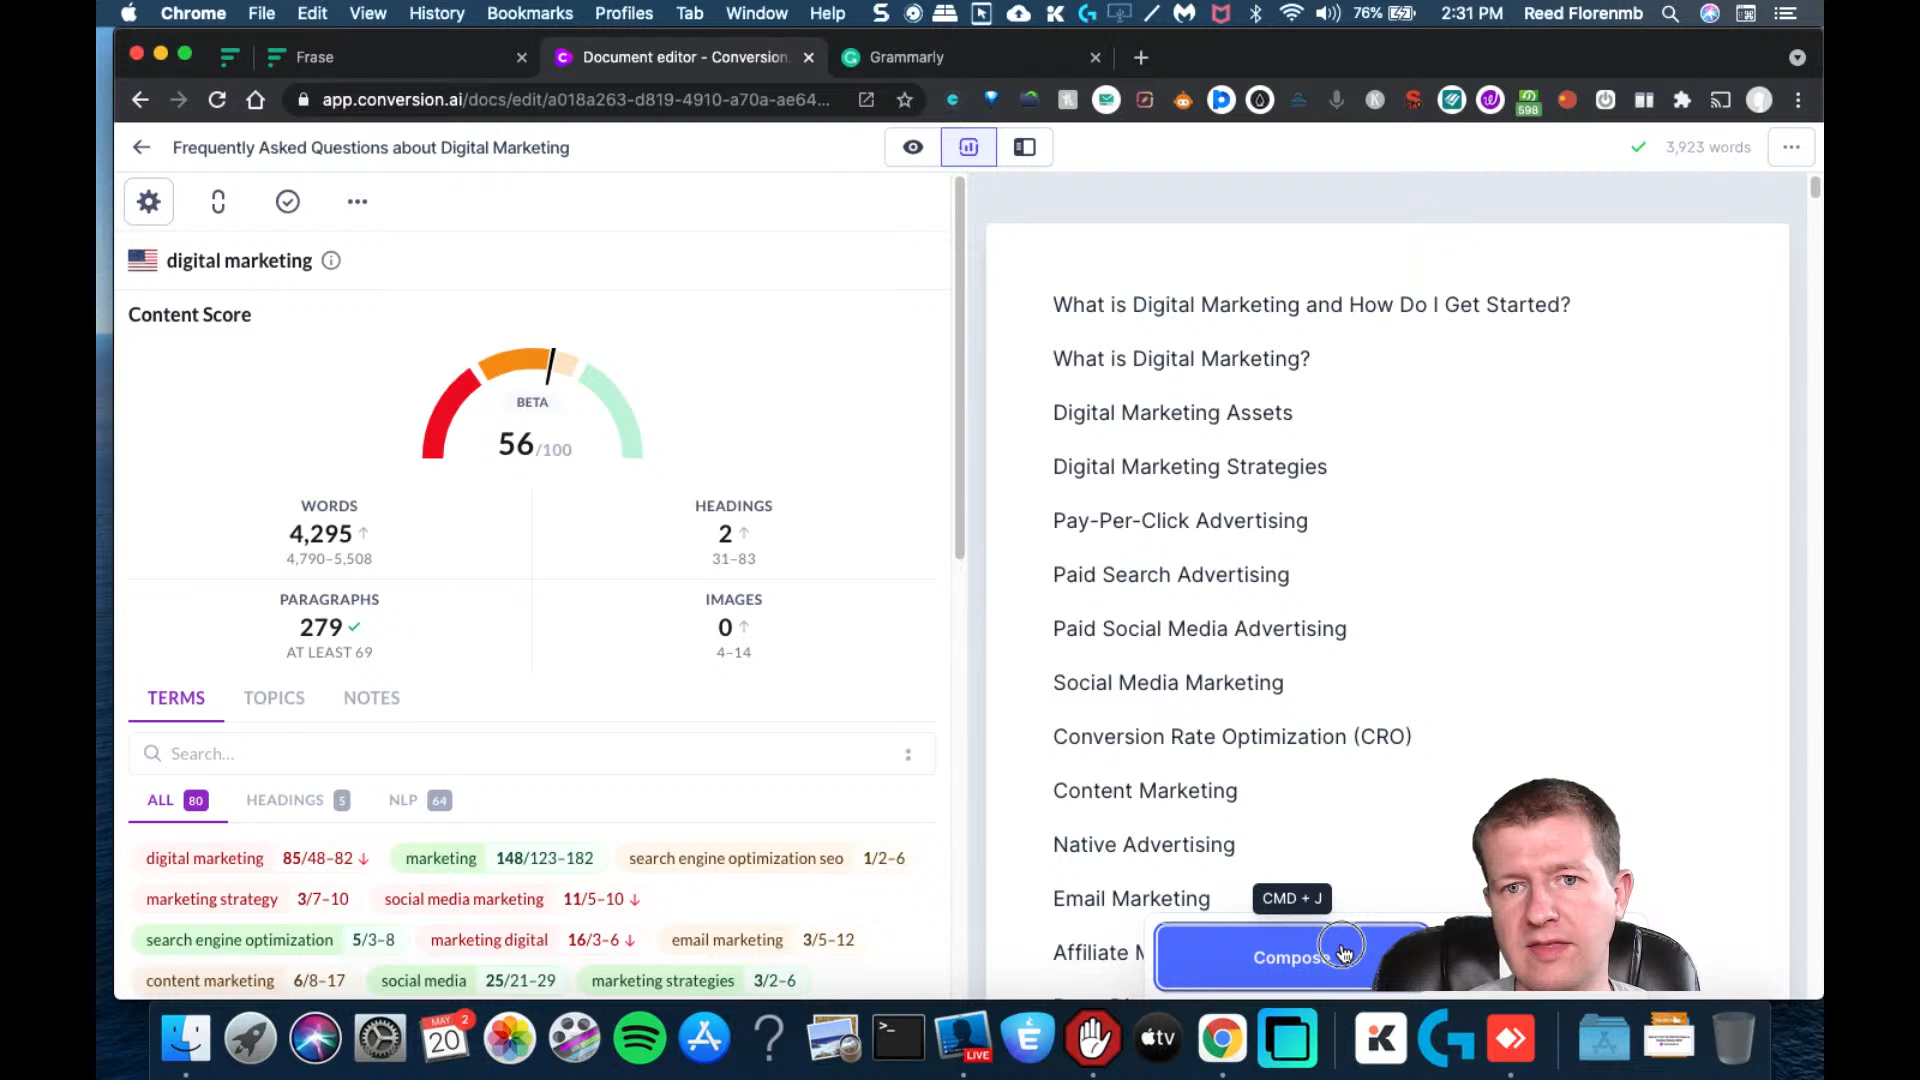 Chrome File Edit View History Bookmarks Profiles Tab Window Help 76% 2:31 PM Reed Florenmb
Frase Document editor - Conversion. Grammarly
app.conversion.ai/docs/edit/a018a263-d819-4910-a70a-ae64... 598
Frequently Asked Questions about Digital Marketing 3,923 words
digital marketing
Content Score
BETA
56/100
WORDS HEADINGS
4,295 2
4,790–5,508 31–83
PARAGRAPHS IMAGES
279 0
AT LEAST 69 4–14
TERMS TOPICS NOTES
Search...
ALL 80 HEADINGS 5 NLP 64
digital marketing 85/48–82 marketing 148/123–182 search engine optimization seo 1/2–6
marketing strategy 3/7–10 social media marketing 11/5–10
search engine optimization 5/3–8 marketing digital 16/3–6 email marketing 3/5–12
content marketing 6/8–17 social media 25/21–29 marketing strategies 3/2–6
What is Digital Marketing and How Do I Get Started?
What is Digital Marketing?
Digital Marketing Assets
Digital Marketing Strategies
Pay-Per-Click Advertising
Paid Search Advertising
Paid Social Media Advertising
Social Media Marketing
Conversion Rate Optimization (CRO)
Content Marketing
Native Advertising
Email Marketing
CMD + J
Affiliate M
Compose
MAY 2
20
LIVE
tv